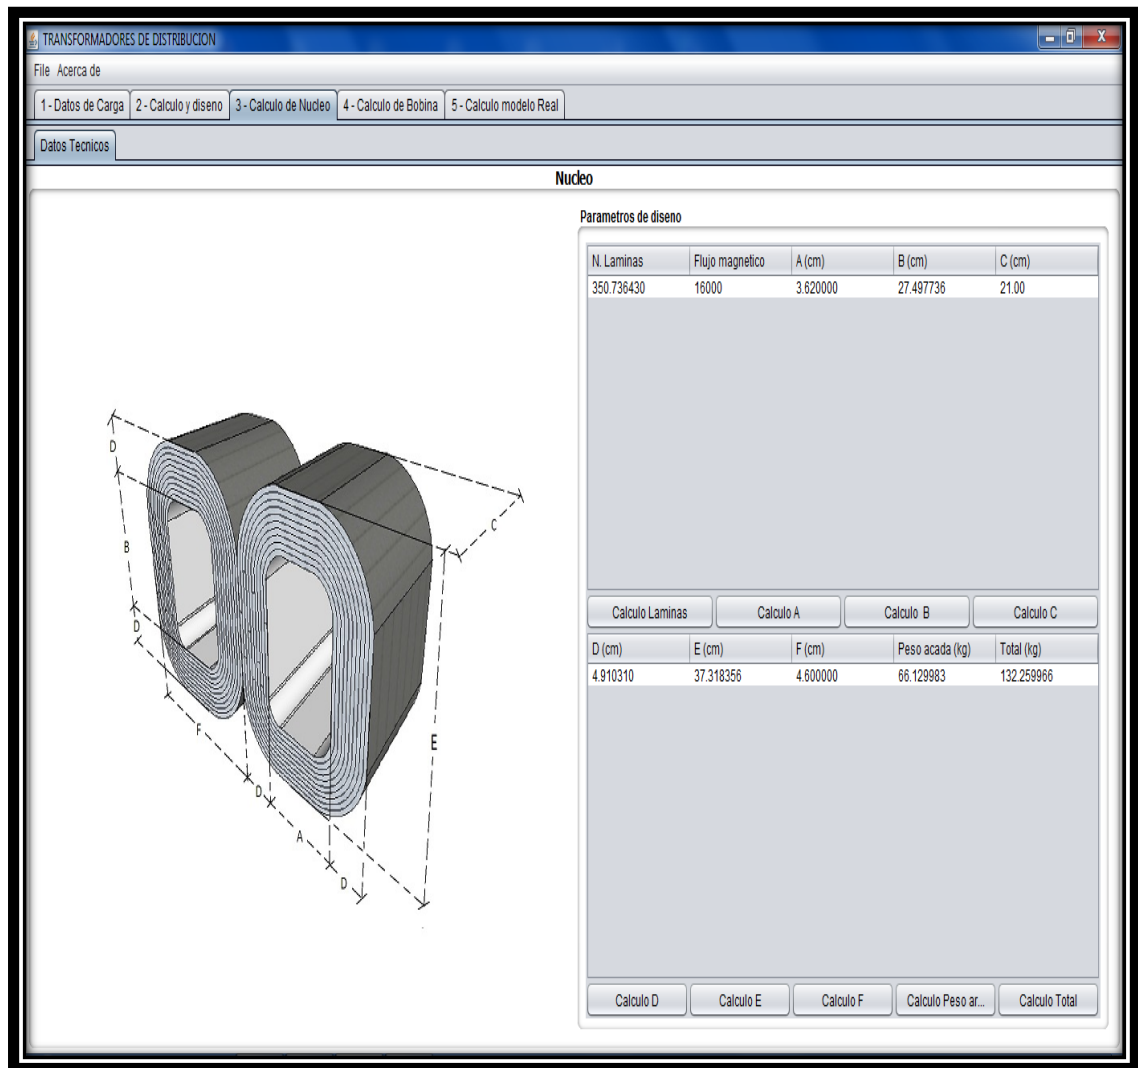 TRANSFORMADORES DE DISTRIBUCION
File Acerca de
1 - Datos de Carga 2 - Calculo y diseno 3 - Calculo de Nucleo 4 - Calculo de Bobina 5 - Calculo modelo Real
Datos Tecnicos
Nucleo
Parametros de diseno
N. Laminas Flujo magnetico A (cm) B (cm) C (cm)
350.736430 16000 3.620000 27.497736 21.00
D
B
D
F
D
A
D
C
E
Calculo Laminas Calculo A Calculo B Calculo C
D (cm) E (cm) F (cm) Peso acada (kg) Total (kg)
4.910310 37.318356 4.600000 66.129983 132.259966
Calculo D Calculo E Calculo F Calculo Peso ar... Calculo Total